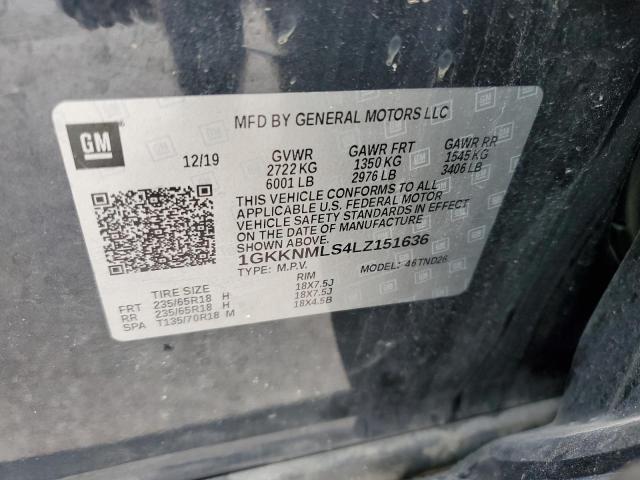 MFD BY GENERAL MOTORS LLC
GM
12/19
GVWR GAWR FRT GAWR RR
2722 KG 1350 KG 1545 KG
6001 LB 2976 LB 3406 LB
THIS VEHICLE CONFORMS TO ALL
APPLICABLE U.S. FEDERAL MOTOR
VEHICLE SAFETY STANDARDS IN EFFECT
ON THE DATE OF MANUFACTURE
SHOWN ABOVE.
1GKKNMLS4LZ151636
TYPE: M.P.V. MODEL: 46TND26
TIRE SIZE RIM
FRT 235/65R18 H 18X7.5J
RR 235/65R18 H 18X7.5J
SPA T135/70R18 M 18X4.5B